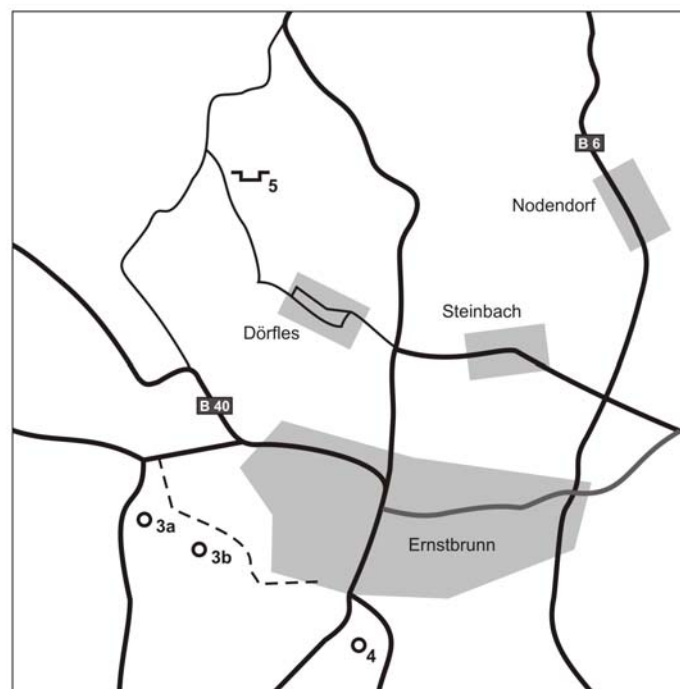 B 6
5
Nodendorf
Steinbach
Dörfles
B 40
3a
3b
Ernstbrunn
4